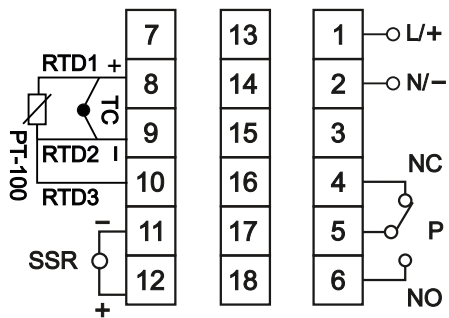 7 13 1 L/+
RTD1 + 8 14 2 N/−
TC
9 15 3
RTD2 −
PT-100
10 16 4 NC
RTD3
− 11 17 5 P
SSR
12 18 6 NO
+